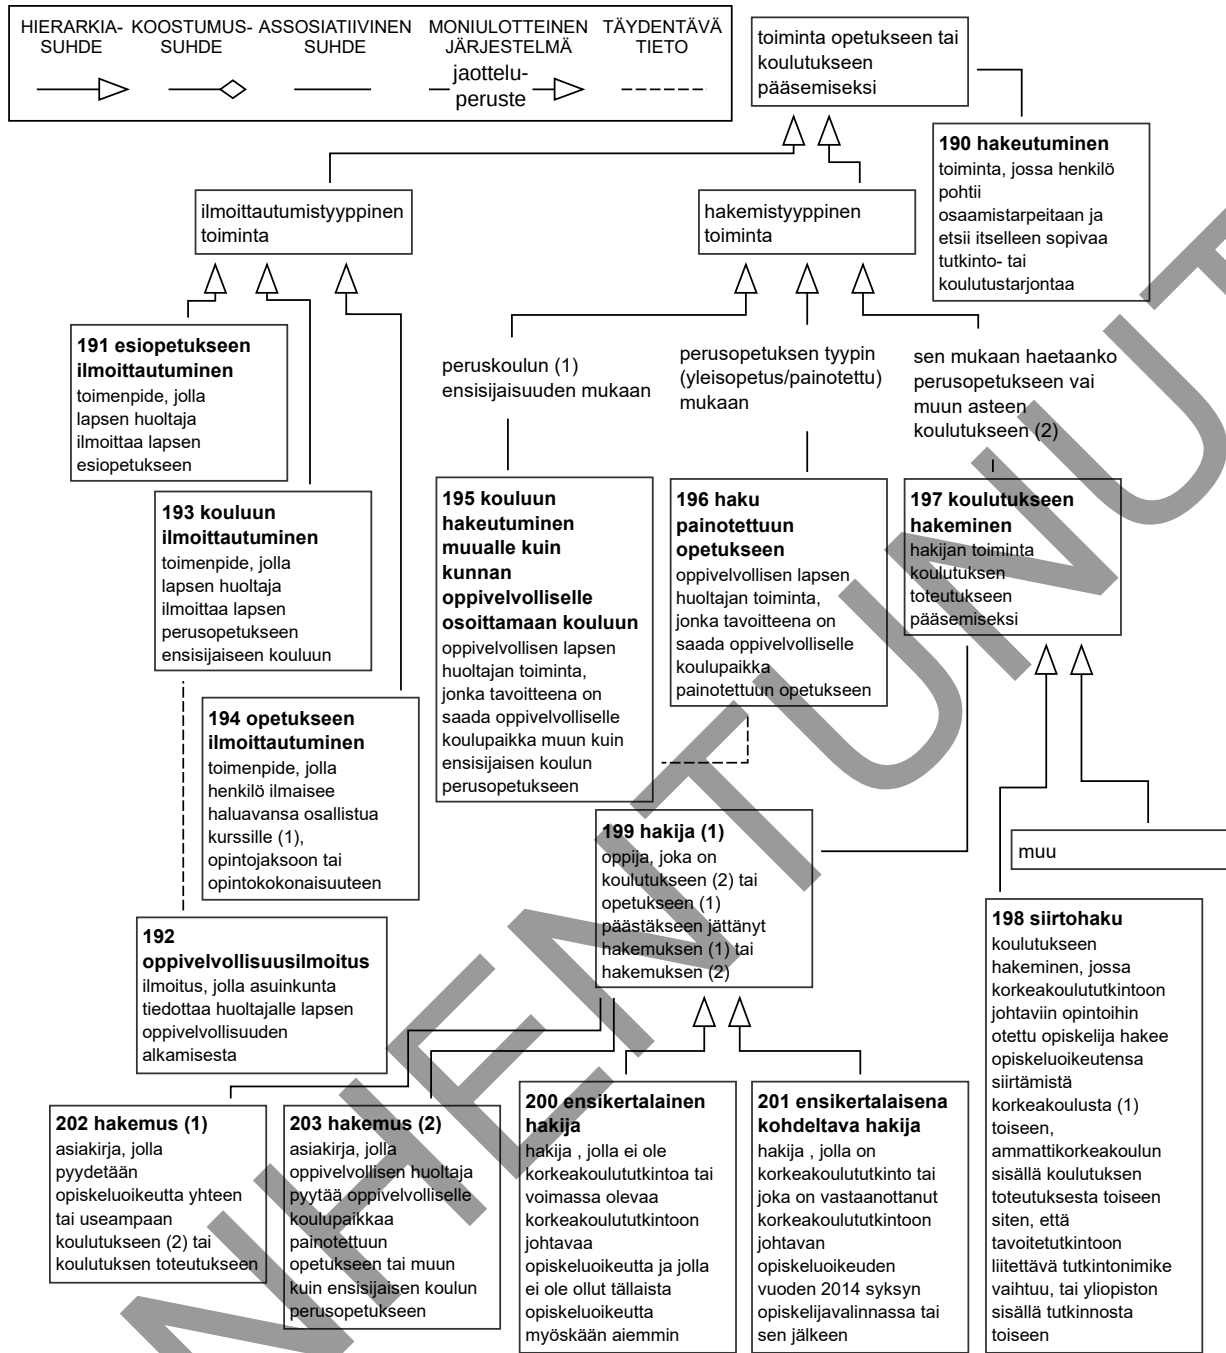 HIERARKIA-
SUHDE
KOOSTUMUS-
SUHDE
ASSOSIATIIVINEN
SUHDE
MONIULOTTEINEN
JÄRJESTELMÄ
jaottelu-
peruste
TÄYDENTÄVÄ
TIETO
toiminta opetukseen tai
koulutukseen
pääsemiseksi
190 hakeutuminen
toiminta, jossa henkilö
pohtii
osaamistarpeitaan ja
etsii itselleen sopivaa
tutkinto- tai
koulutustarjontaa
ilmoittautumistyyppinen
toiminta
hakemistyyppinen
toiminta
191 esiopetukseen
ilmoittautuminen
toimenpide, jolla
lapsen huoltaja
ilmoittaa lapsen
esiopetukseen
peruskoulun (1)
ensisijaisuuden mukaan
perusopetuksen tyypin
(yleisopetus/painotettu)
mukaan
sen mukaan haetaanko
perusopetukseen vai
muun asteen
koulutukseen (2)
193 kouluun
ilmoittautuminen
toimenpide, jolla
lapsen huoltaja
ilmoittaa lapsen
perusopetukseen
ensisijaiseen kouluun
195 kouluun
hakeutuminen
muualle kuin
kunnan
oppivelvolliselle
osoittamaan kouluun
oppivelvollisen lapsen
huoltajan toiminta,
jonka tavoitteena on
saada oppivelvolliselle
koulupaikka muun kuin
ensisijaisen koulun
perusopetukseen
196 haku
painotettuun
opetukseen
oppivelvollisen lapsen
huoltajan toiminta,
jonka tavoitteena on
saada oppivelvolliselle
koulupaikka
painotettuun opetukseen
197 koulutukseen
hakeminen
hakijan toiminta
koulutuksen
toteutukseen
pääsemiseksi
194 opetukseen
ilmoittautuminen
toimenpide, jolla
henkilö ilmaisee
haluavansa osallistua
kurssille (1),
opintojaksoon tai
opintokokonaisuuteen
199 hakija (1)
oppija, joka on
koulutukseen (2) tai
opetukseen (1)
päästäkseen jättänyt
hakemuksen (1) tai
hakemuksen (2)
muu
192
oppivelvollisuusilmoitus
ilmoitus, jolla asuinkunta
tiedottaa huoltajalle lapsen
oppivelvollisuuden
alkamisesta
198 siirtohaku
koulutukseen
hakeminen, jossa
korkeakoulututkintoon
johtaviin opintoihin
otettu opiskelija hakee
opiskeluoikeutensa
siirtämistä
korkeakoulusta (1)
toiseen,
ammattikorkeakoulun
sisällä koulutuksen
toteutuksesta toiseen
siten, että
tavoitetutkintoon
liitettävä tutkintonimike
vaihtuu, tai yliopiston
sisällä tutkinnosta
toiseen
202 hakemus (1)
asiakirja, jolla
pyydetään
opiskeluoikeutta yhteen
tai useampaan
koulutukseen (2) tai
koulutuksen toteutukseen
203 hakemus (2)
asiakirja, jolla
oppivelvollisen huoltaja
pyytää oppivelvolliselle
koulupaikkaa
painotettuun
opetukseen tai muun
kuin ensisijaisen koulun
perusopetukseen
200 ensikertalainen
hakija
hakija , jolla ei ole
korkeakoulututkintoa tai
voimassa olevaa
korkeakoulututkintoon
johtavaa
opiskeluoikeutta ja jolla
ei ole ollut tällaista
opiskeluoikeutta
myöskään aiemmin
201 ensikertalaisena
kohdeltava hakija
hakija , jolla on
korkeakoulututkinto tai
joka on vastaanottanut
korkeakoulututkintoon
johtavan
opiskeluoikeuden
vuoden 2014 syksyn
opiskelijavalinnassa tai
sen jälkeen
NHENTUNUT